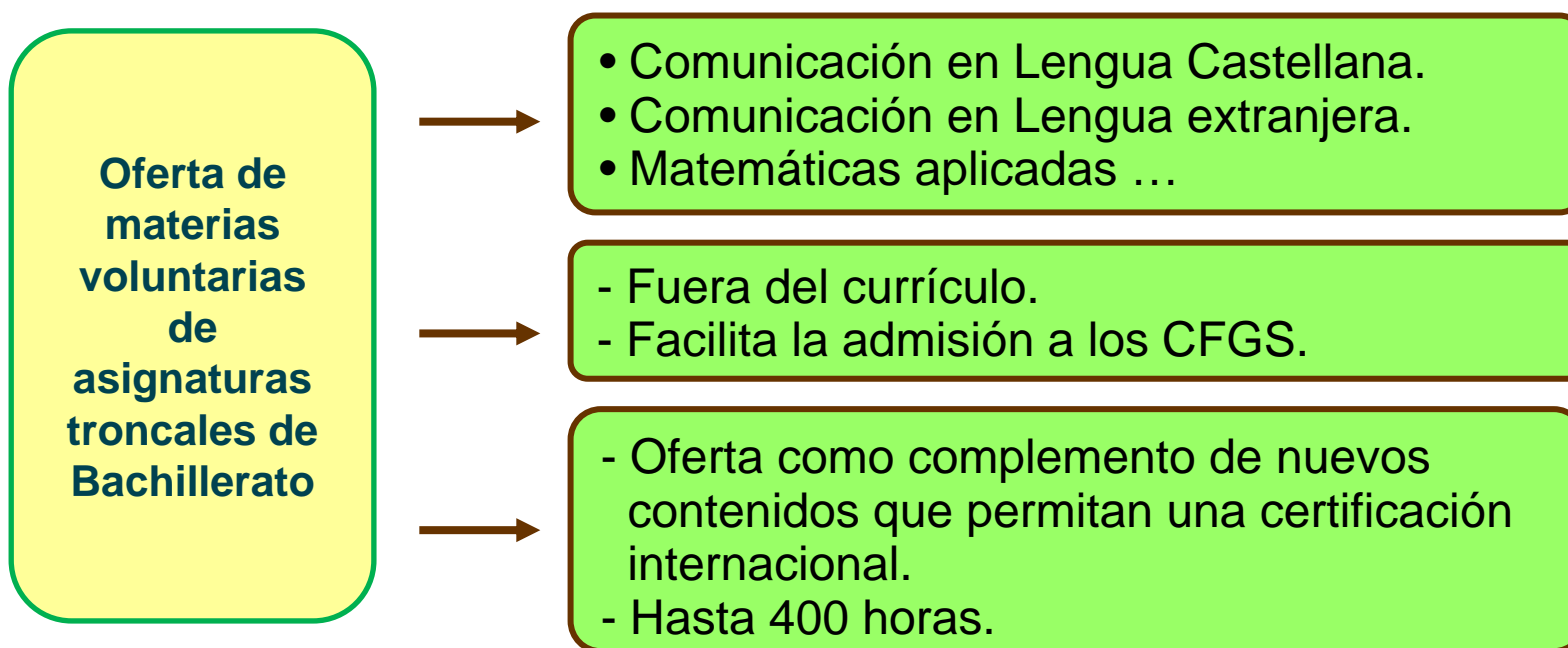 Oferta de
materias
voluntarias
de
asignaturas
troncales de
Bachillerato
• Comunicación en Lengua Castellana.
• Comunicación en Lengua extranjera.
• Matemáticas aplicadas …
- Fuera del currículo.
- Facilita la admisión a los CFGS.
- Oferta como complemento de nuevos
contenidos que permitan una certificación
internacional.
- Hasta 400 horas.